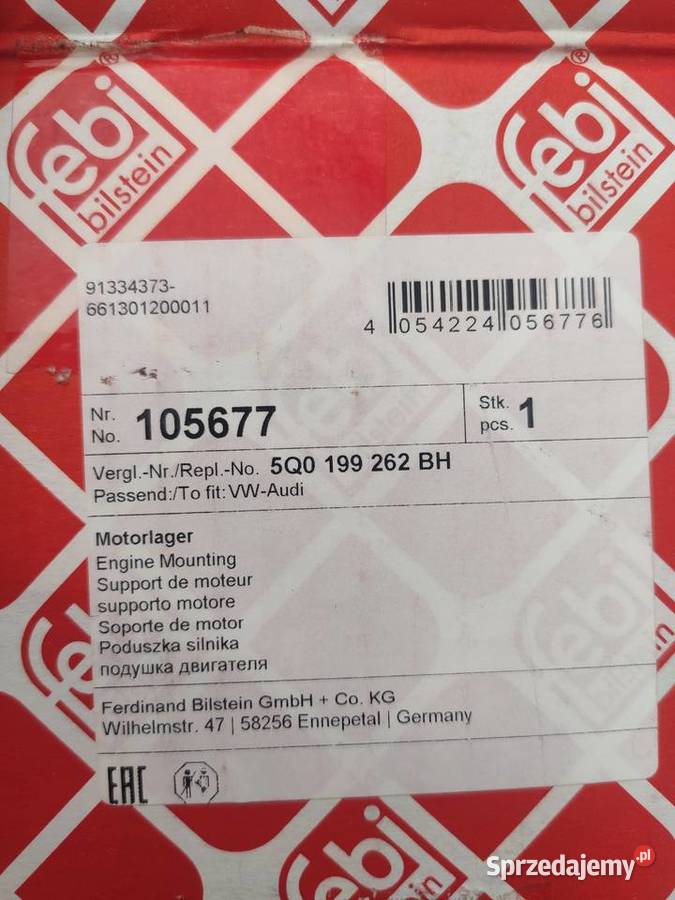 febi®
bilstein
febi®
bilstein
91334373-
661301200011
4 054224 056776
Nr.
No. 105677
Stk.
pcs. 1
Vergl.-Nr./Repl.-No. 5Q0 199 262 BH
Passend:/To fit:VW-Audi
Motorlager
Engine Mounting
Support de moteur
supporto motore
Soporte de motor
Poduszka silnika
подушка двигателя
febi
Ferdinand Bilstein GmbH + Co. KG
Wilhelmstr. 47 | 58256 Ennepetal | Germany
EAC
febi
Sprzedajemy.pl